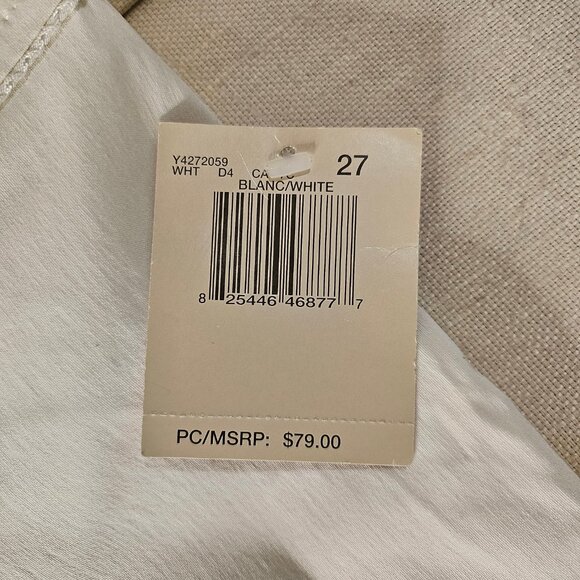 Y4272059 27
WHT D4
BLANC/WHITE
8 25446 46877 7
PC/MSRP: $79.00